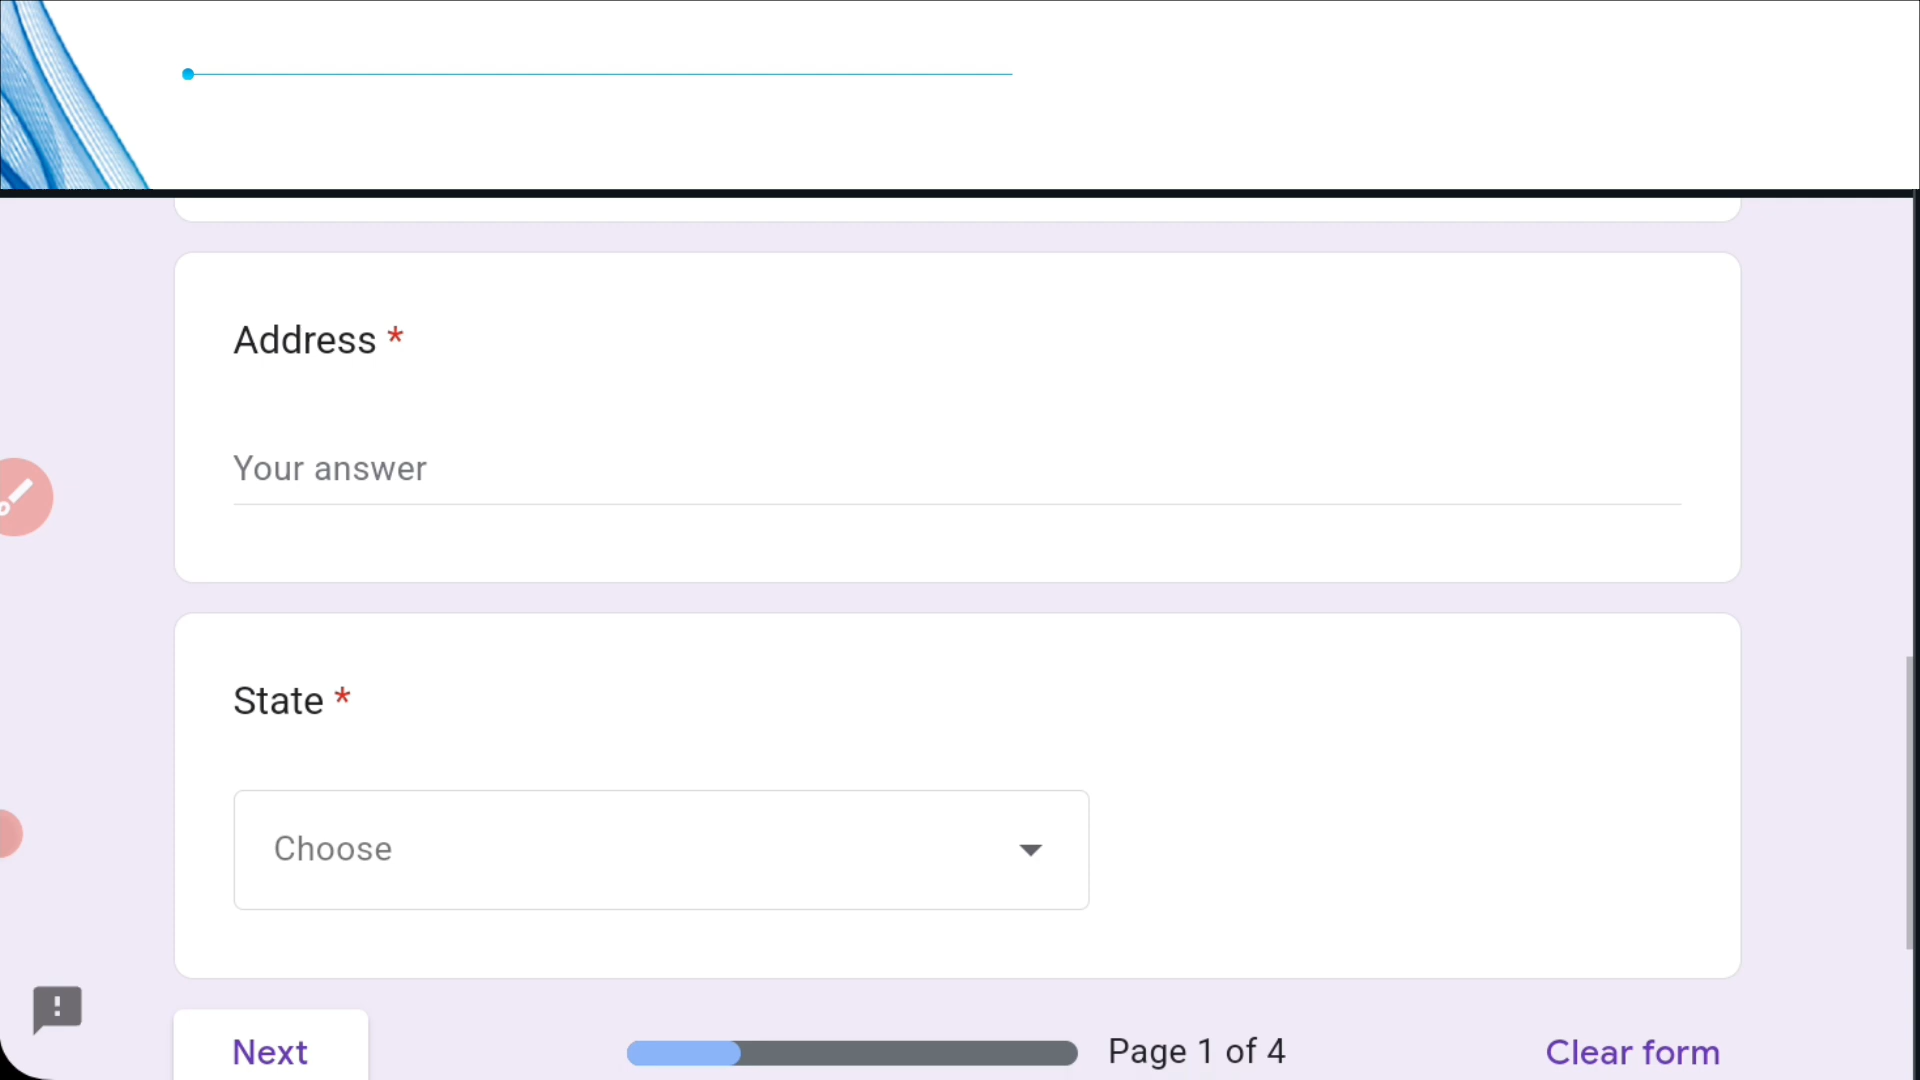 Address *
Your answer
State *
Choose
Next
Page 1 of 4
Clear form